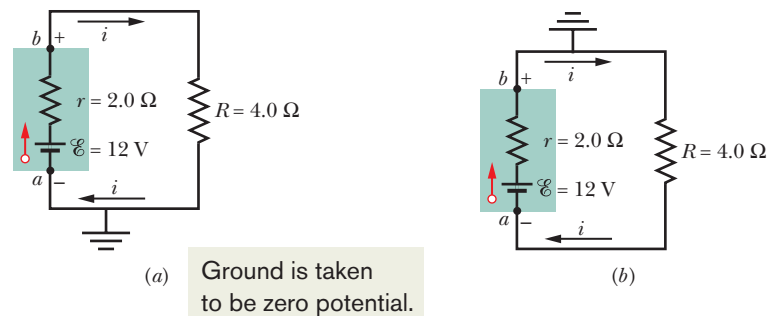 i
b +
r = 2.0 Ω
R = 4.0 Ω
ℰ = 12 V
a –
i
(a)
Ground is taken
to be zero potential.
i
b +
r = 2.0 Ω
R = 4.0 Ω
ℰ = 12 V
a –
i
(b)